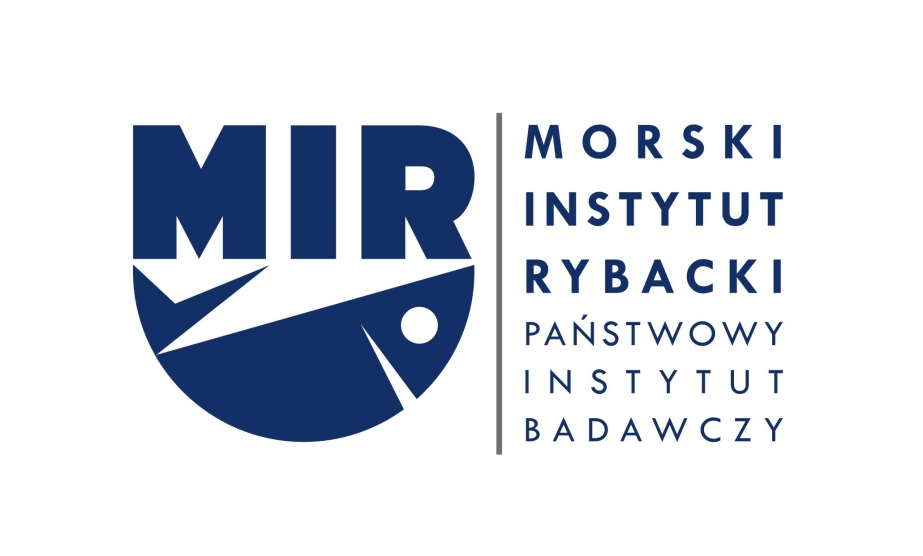 MIR
MORSKI
INSTYTUT
RYBACKI
PAŃSTWOWY
INSTYTUT
BADAWCZY